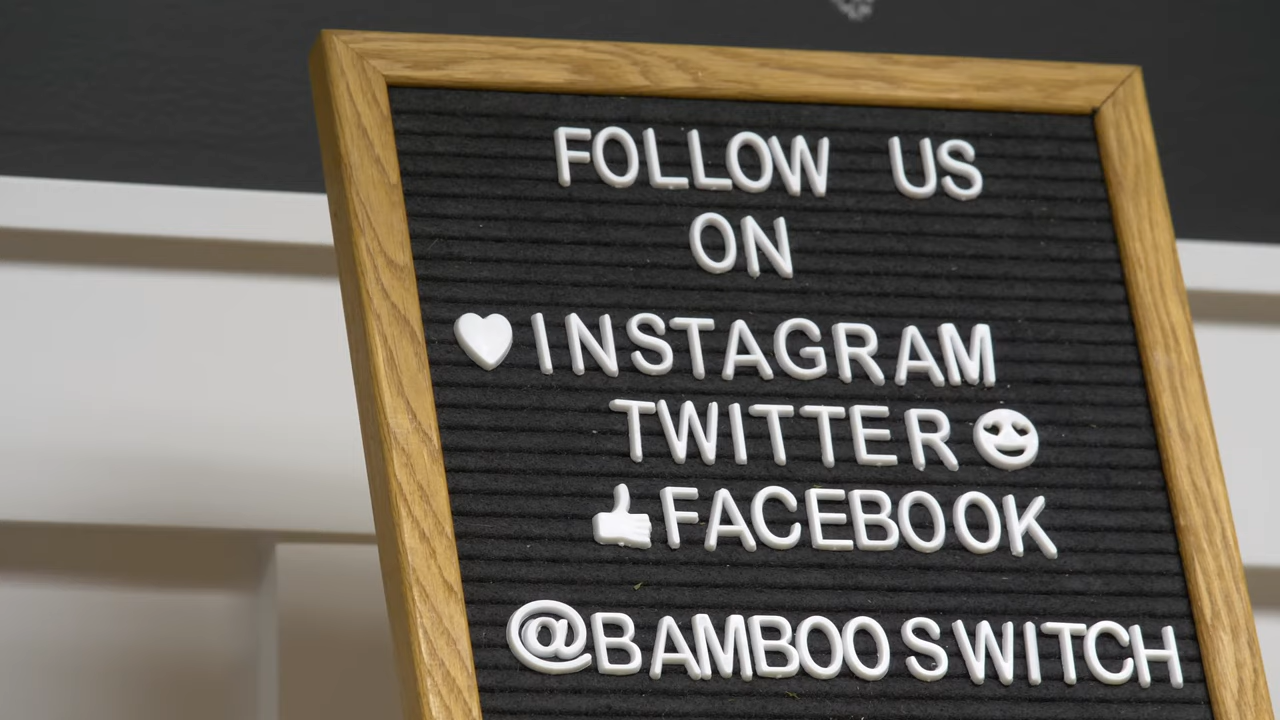 FOLLOW US
ON
INSTAGRAM
TWITTER
FACEBOOK
@BAMBOOSWITCH